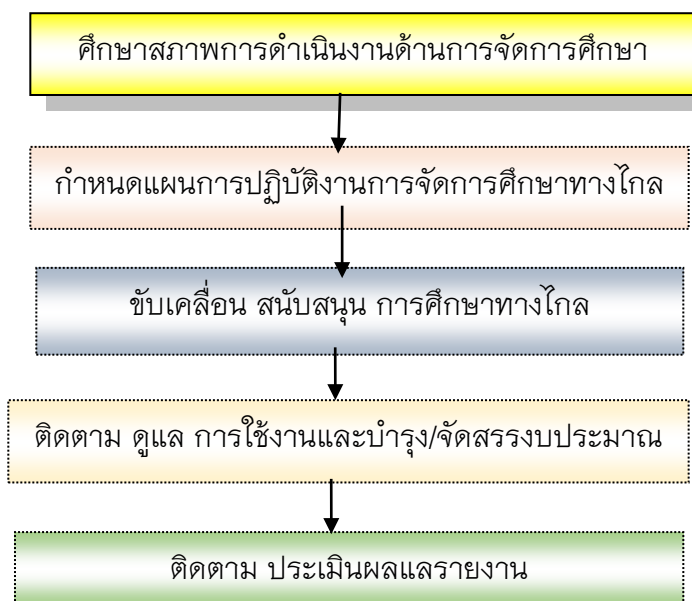 ศึกษาสภาพการดำเนินงานด้านการจัดการศึกษา
กำหนดแผนการปฏิบัติงานการจัดการศึกษาทางไกล
ขับเคลื่อน สนับสนุน การศึกษาทางไกล
ติดตาม ดูแล การใช้งานและบำรุง/จัดสรรงบประมาณ
ติดตาม ประเมินผลแลรายงาน